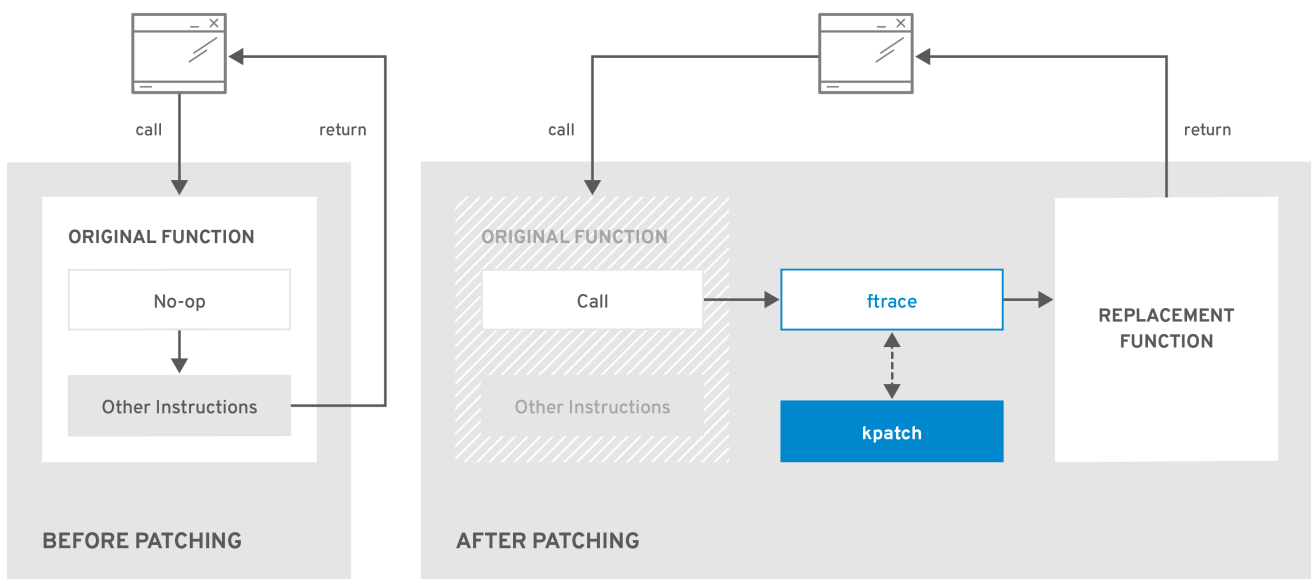 call
return
ORIGINAL FUNCTION
No-op
Other Instructions
BEFORE PATCHING
call
return
ORIGINAL FUNCTION
Call
ftrace
REPLACEMENT
FUNCTION
Other Instructions
kpatch
AFTER PATCHING